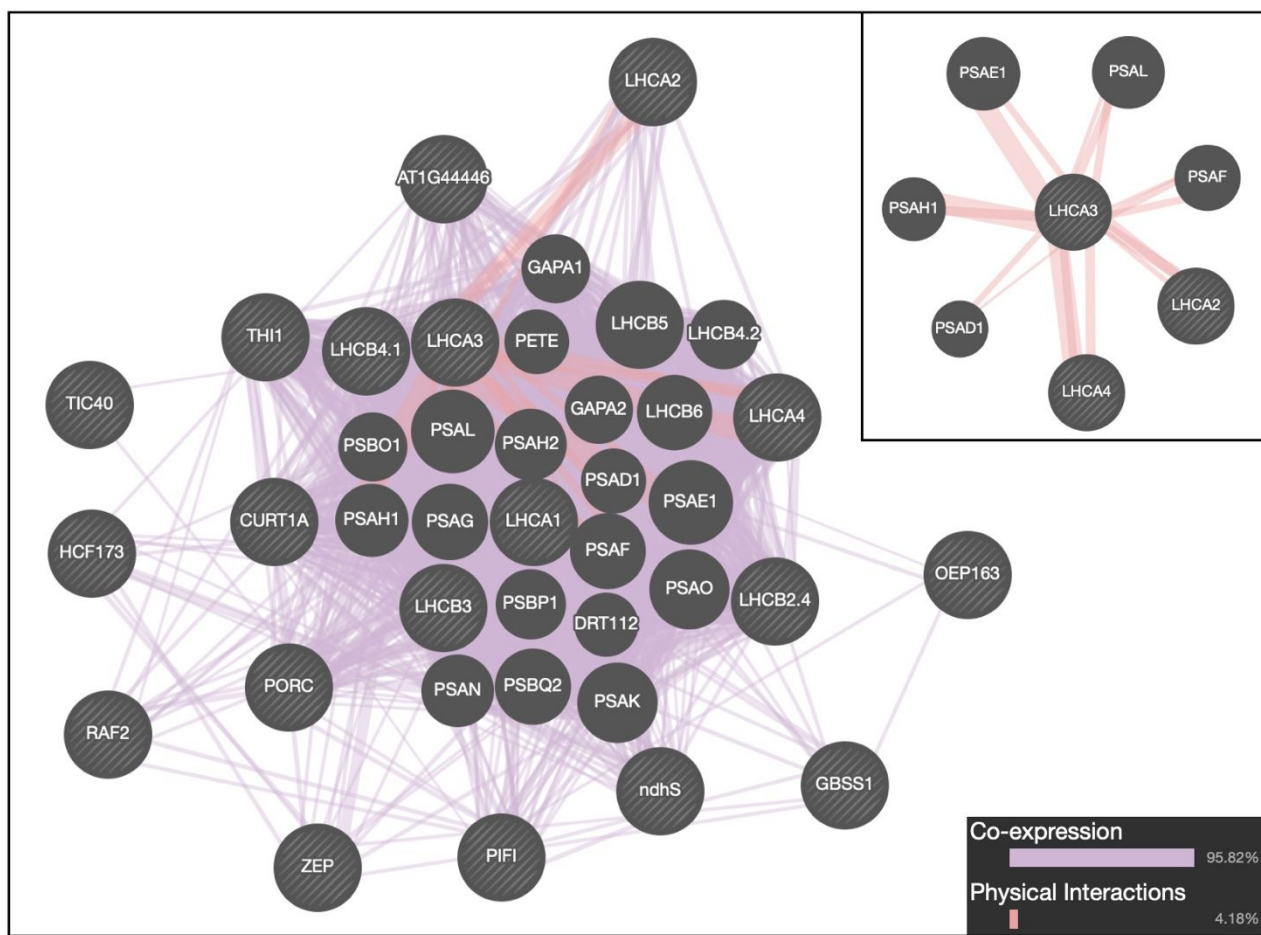 LHCA2
AT1G44446
GAPA1
THI1
LHCB4.1
LHCA3
PETE
LHCB5
LHCB4.2
TIC40
PSBO1
PSAL
PSAH2
GAPA2
LHCB6
LHCA4
PSAD1
HCF173
CURT1A
PSAH1
PSAG
LHCA1
PSAF
PSAE1
OEP163
LHCB3
PSBP1
DRT112
PSAO
LHCB2.4
RAF2
PORC
PSAN
PSBQ2
PSAK
ndhS
GBSS1
ZEP
PIFI
PSAE1
PSAL
PSAF
PSAH1
LHCA3
LHCA2
PSAD1
LHCA4
Co-expression
95.82%
Physical Interactions
4.18%